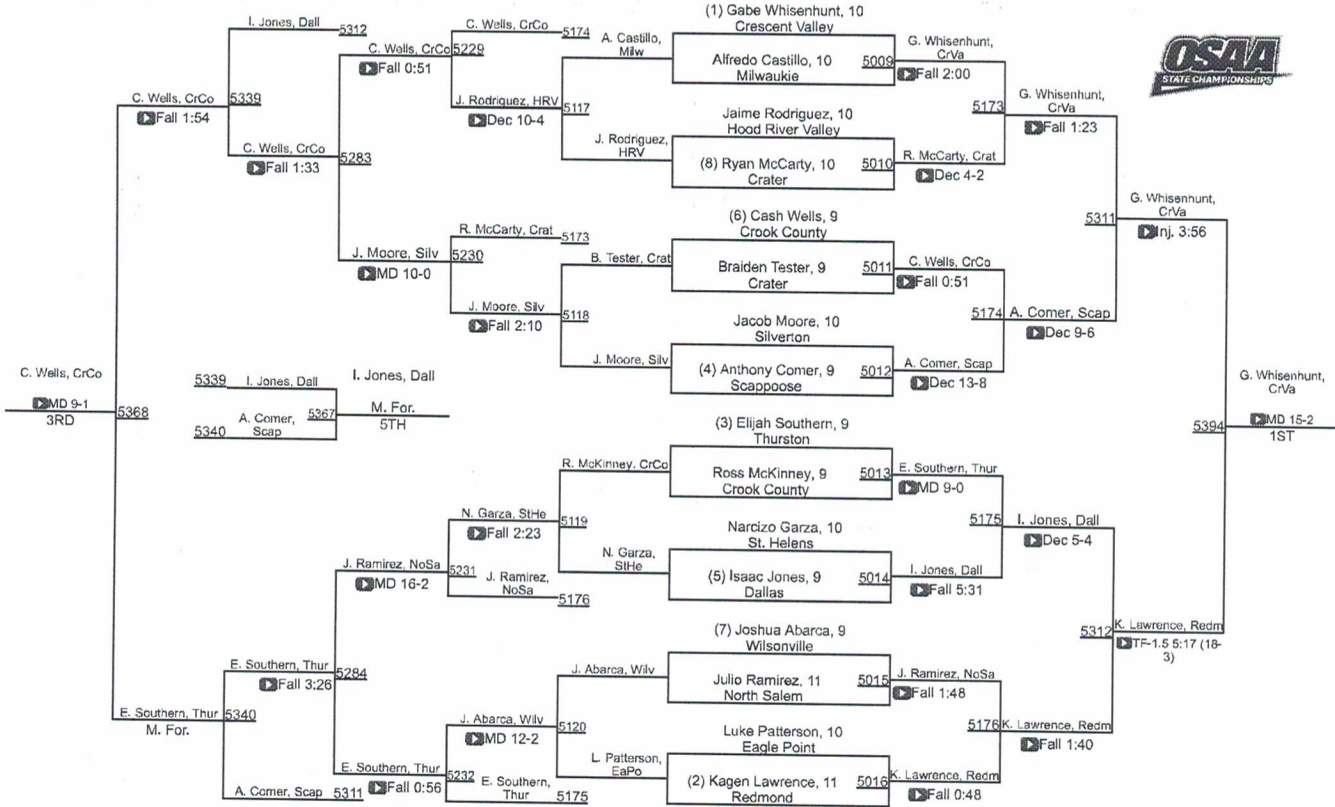 OSAA
STATE CHAMPIONSHIPS
(1) Gabe Whisenhunt, 10
Crescent Valley
Alfredo Castillo, 10
Milwaukie
5009
Jaime Rodriguez, 10
Hood River Valley
(8) Ryan McCarty, 10
Crater
5010
(6) Cash Wells, 9
Crook County
Braiden Tester, 9
Crater
5011
Jacob Moore, 10
Silverton
(4) Anthony Comer, 9
Scappoose
5012
(3) Elijah Southern, 9
Thurston
Ross McKinney, 9
Crook County
5013
Narcizo Garza, 10
St. Helens
(5) Isaac Jones, 9
Dallas
5014
(7) Joshua Abarca, 9
Wilsonville
Julio Ramirez, 11
North Salem
5015
Luke Patterson, 10
Eagle Point
(2) Kagen Lawrence, 11
Redmond
5016
G. Whisenhunt,
CrVa
Fall 2:00
5173
R. McCarty, Crat
Dec 4-2
C. Wells, CrCo
Fall 0:51
5174
A. Comer, Scap
Dec 13-8
E. Southern, Thur
MD 9-0
5175
I. Jones, Dall
Fall 5:31
J. Ramirez, NoSa
Fall 1:48
5176
K. Lawrence, Redm
Fall 0:48
G. Whisenhunt,
CrVa
Fall 1:23
5311
A. Comer, Scap
Dec 9-6
I. Jones, Dall
Dec 5-4
5312
K. Lawrence, Redm
Fall 1:40
G. Whisenhunt,
CrVa
Inj. 3:56
5394
K. Lawrence, Redm
TF-1.5 5:17 (18-
3)
G. Whisenhunt,
CrVa
MD 15-2
1ST
A. Castillo,
Milw
5117
J. Rodriguez,
HRV
B. Tester, Crat
5118
J. Moore, Silv
R. McKinney, CrCo
5119
N. Garza,
StHe
J. Abarca, Wilv
5120
L. Patterson,
EaPo
C. Wells, CrCo
5174
5229
J. Rodriguez, HRV
Dec 10-4
R. McCarty, Crat
5173
5230
J. Moore, Silv
Fall 2:10
N. Garza, StHe
Fall 2:23
5231
J. Ramirez,
NoSa
5176
J. Abarca, Wilv
MD 12-2
5232
E. Southern,
Thur
5175
C. Wells, CrCo
Fall 0:51
5283
J. Moore, Silv
MD 10-0
J. Ramirez, NoSa
MD 16-2
5284
E. Southern, Thur
Fall 0:56
I. Jones, Dall
5312
5339
C. Wells, CrCo
Fall 1:33
E. Southern, Thur
Fall 3:26
5340
A. Comer, Scap
5311
C. Wells, CrCo
Fall 1:54
5368
E. Southern, Thur
M. For.
C. Wells, CrCo
MD 9-1
3RD
5339
I. Jones, Dall
5367
5340
A. Comer,
Scap
I. Jones, Dall
M. For.
5TH